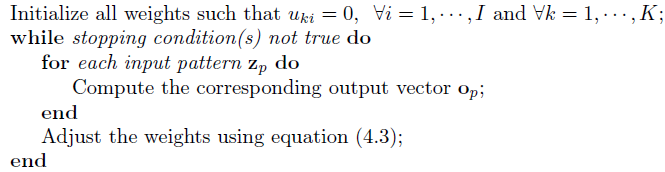 Initialize all weights such that $u_{ki} = 0$, $\forall i = 1, \cdots, I$ and $\forall k = 1, \cdots, K$;
while stopping condition(s) not true do
for each input pattern $\mathbf{z}_p$ do
Compute the corresponding output vector $\mathbf{o}_p$;
end
Adjust the weights using equation (4.3);
end